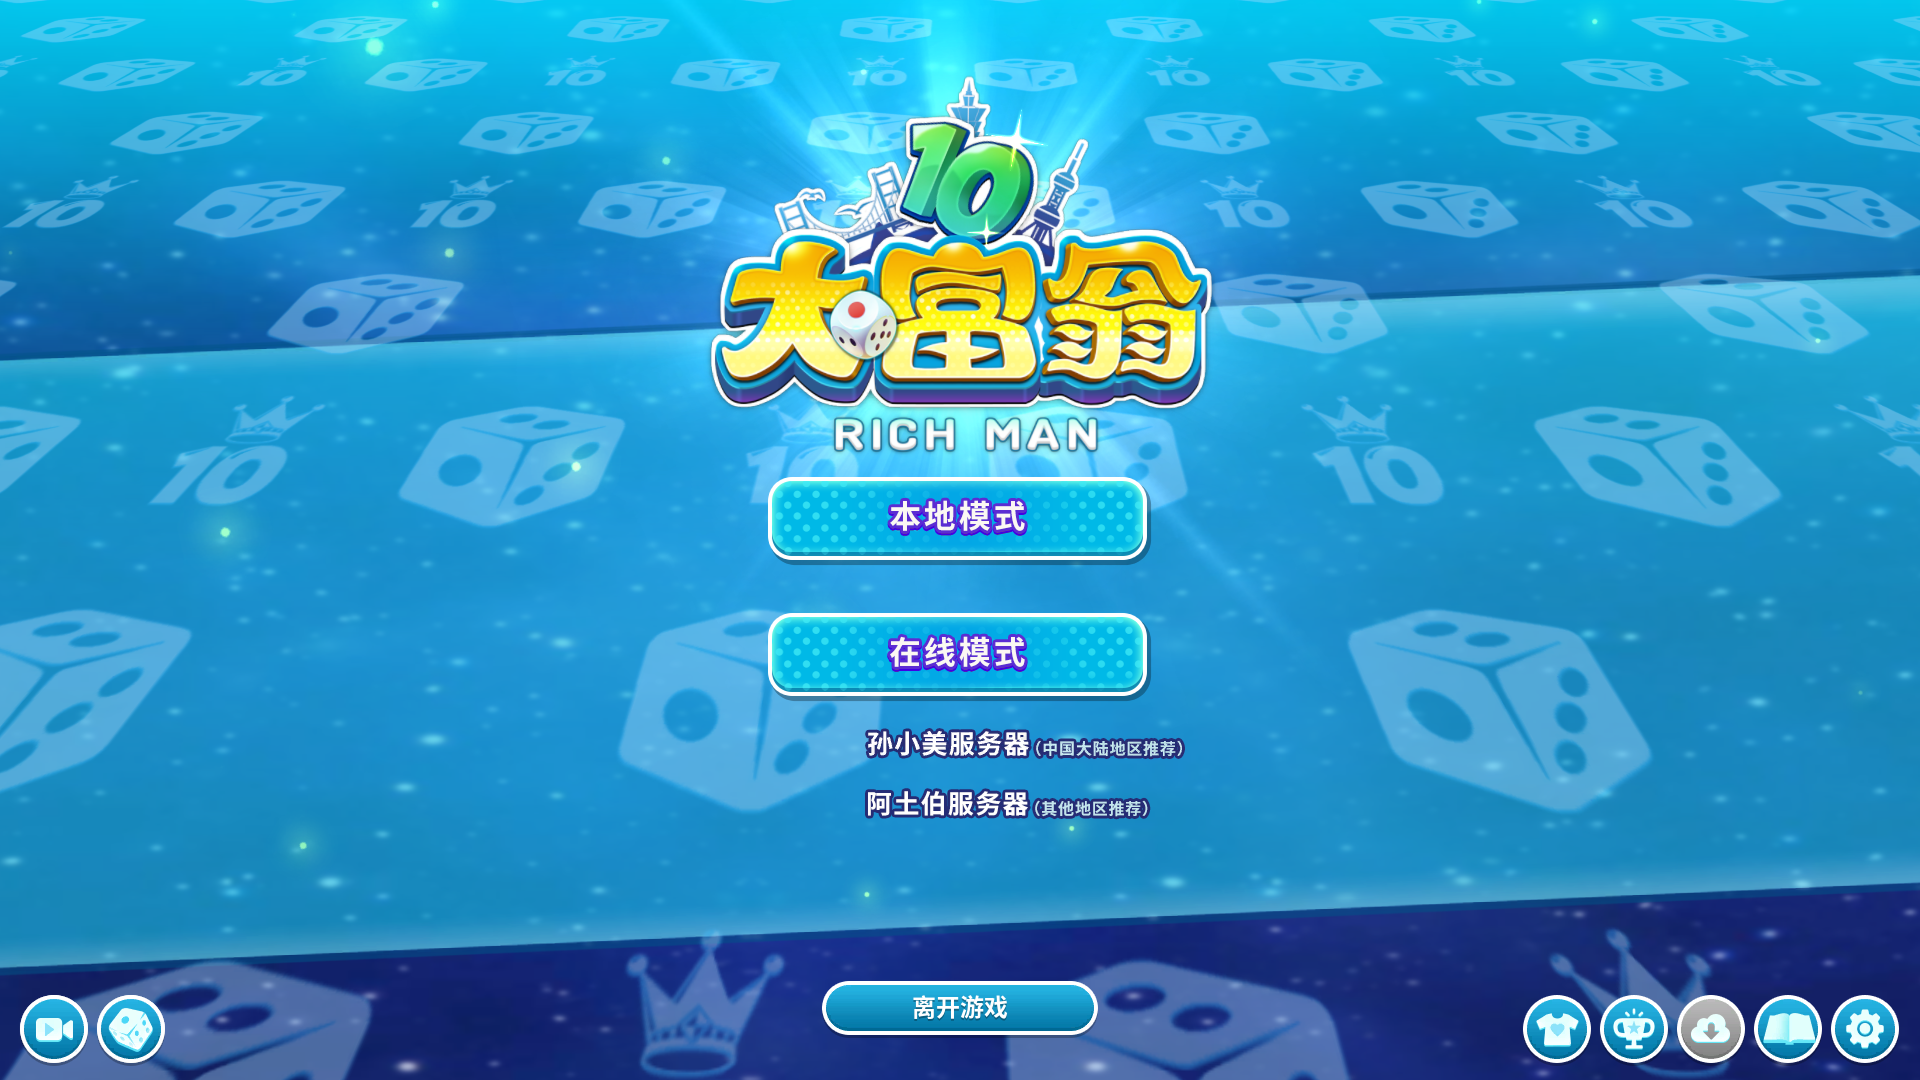 10
大富翁
RICH MAN
本地模式
在线模式
孙小美服务器(中国大陆地区推荐)
阿土伯服务器(其他地区推荐)
离开游戏